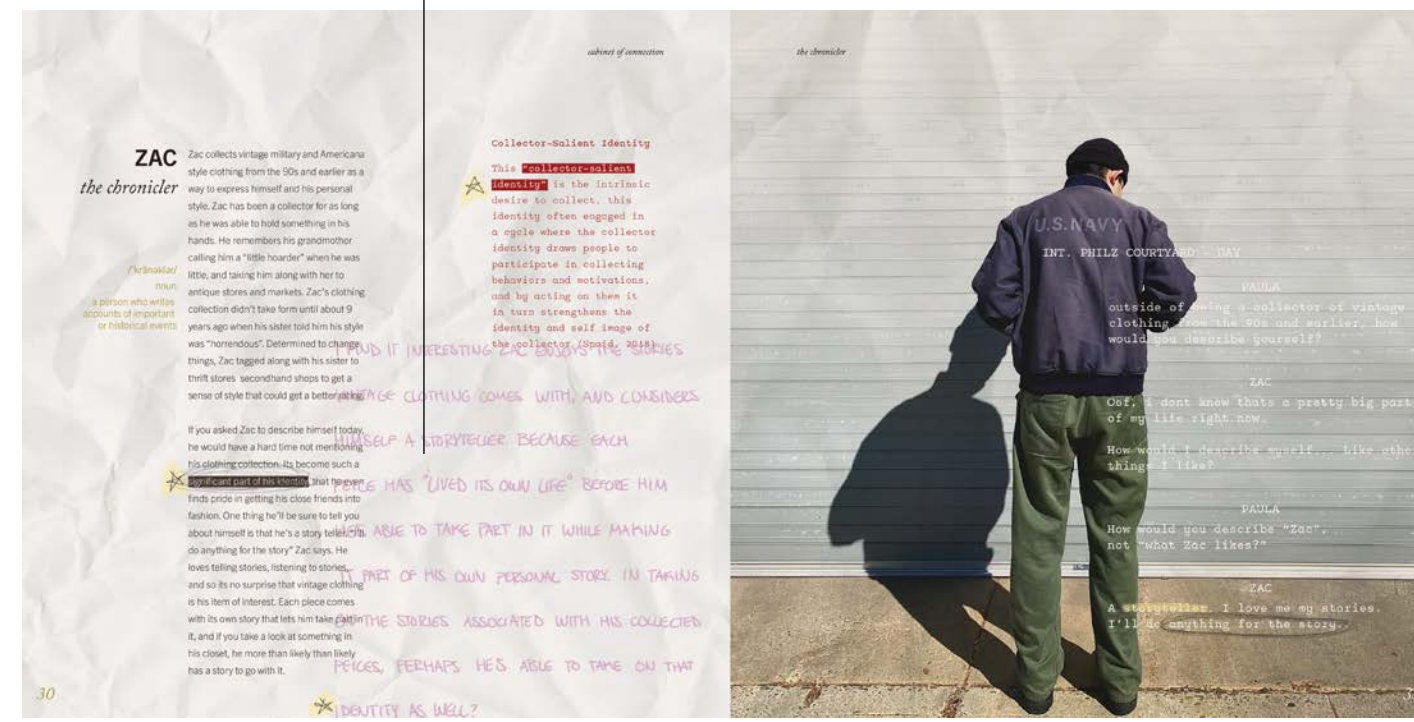 cabinet of connection
the chronicler
ZAC
the chronicler
/ˈkränək(ə)lər/
noun
a person who writes
accounts of important
or historical events
Zac collects vintage military and Americana
style clothing from the 90s and earlier as a
way to express himself and his personal
style. Zac has been a collector for as long
as he was able to hold something in his
hands. He remembers his grandmother
calling him a "little hoarder" when he was
little, and taking him along with her to
antique stores and markets. Zac's clothing
collection didn't take form until about 9
years ago when his sister told him his style
was "horrendous". Determined to change
things, Zac tagged along with his sister to
thrift stores secondhand shops to get a
sense of style that could get a better rating.
If you asked Zac to describe himself today,
he would have a hard time not mentioning
his clothing collection. Its become such a
significant part of his identity, that he even
finds pride in getting his close friends into
fashion. One thing he'll be sure to tell you
about himself is that he's a story teller.
do anything for the story" Zac says. He
loves telling stories, listening to stories,
and so its no surprise that vintage clothing
is his item of interest. Each piece comes
with its own story that lets him take part in
it, and if you take a look at something in
his closet, he more than likely than likely
has a story to go with it.
Collector-Salient Identity
This "collector-salient
identity" is the intrinsic
desire to collect, this
identity often engaged in
a cycle where the collector
identity draws people to
participate in collecting
behaviors and motivations,
and by acting on them it
in turn strengthens the
identity and self image of
the collector (Spaid, 2018).
I FIND IT INTERESTING ZAC ENJOYS THE STORIES
VINTAGE CLOTHING COMES WITH, AND CONSIDERS
HIMSELF A STORYTELLER BECAUSE EACH
PEICE HAS "LIVED ITS OWN LIFE" BEFORE HIM
HE'S ABLE TO TAKE PART IN IT WHILE MAKING
IT PART OF HIS OWN PERSONAL STORY. IN TAKING
THE STORIES ASSOCIATED WITH HIS COLLECTED
PEICES, PERHAPS HE'S ABLE TO TAKE ON THAT
IDENTITY AS WELL?
30
U.S. NAVY
INT. PHILZ COURTYARD - DAY
PAULA
outside of being a collector of vintage
clothing from the 90s and earlier, how
would you describe yourself?
ZAC
Oof, i dont know thats a pretty big part
of my life right now.
How would I describe myself... Like othe
things I like?
PAULA
How would you describe "Zac",
not "what Zac likes?"
ZAC
A storyteller. I love me my stories.
I'll do anything for the story.